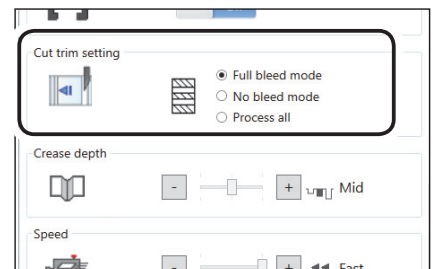 Cut trim setting
Full bleed mode
No bleed mode
Process all
Crease depth
- + Mid
Speed
- + Fast